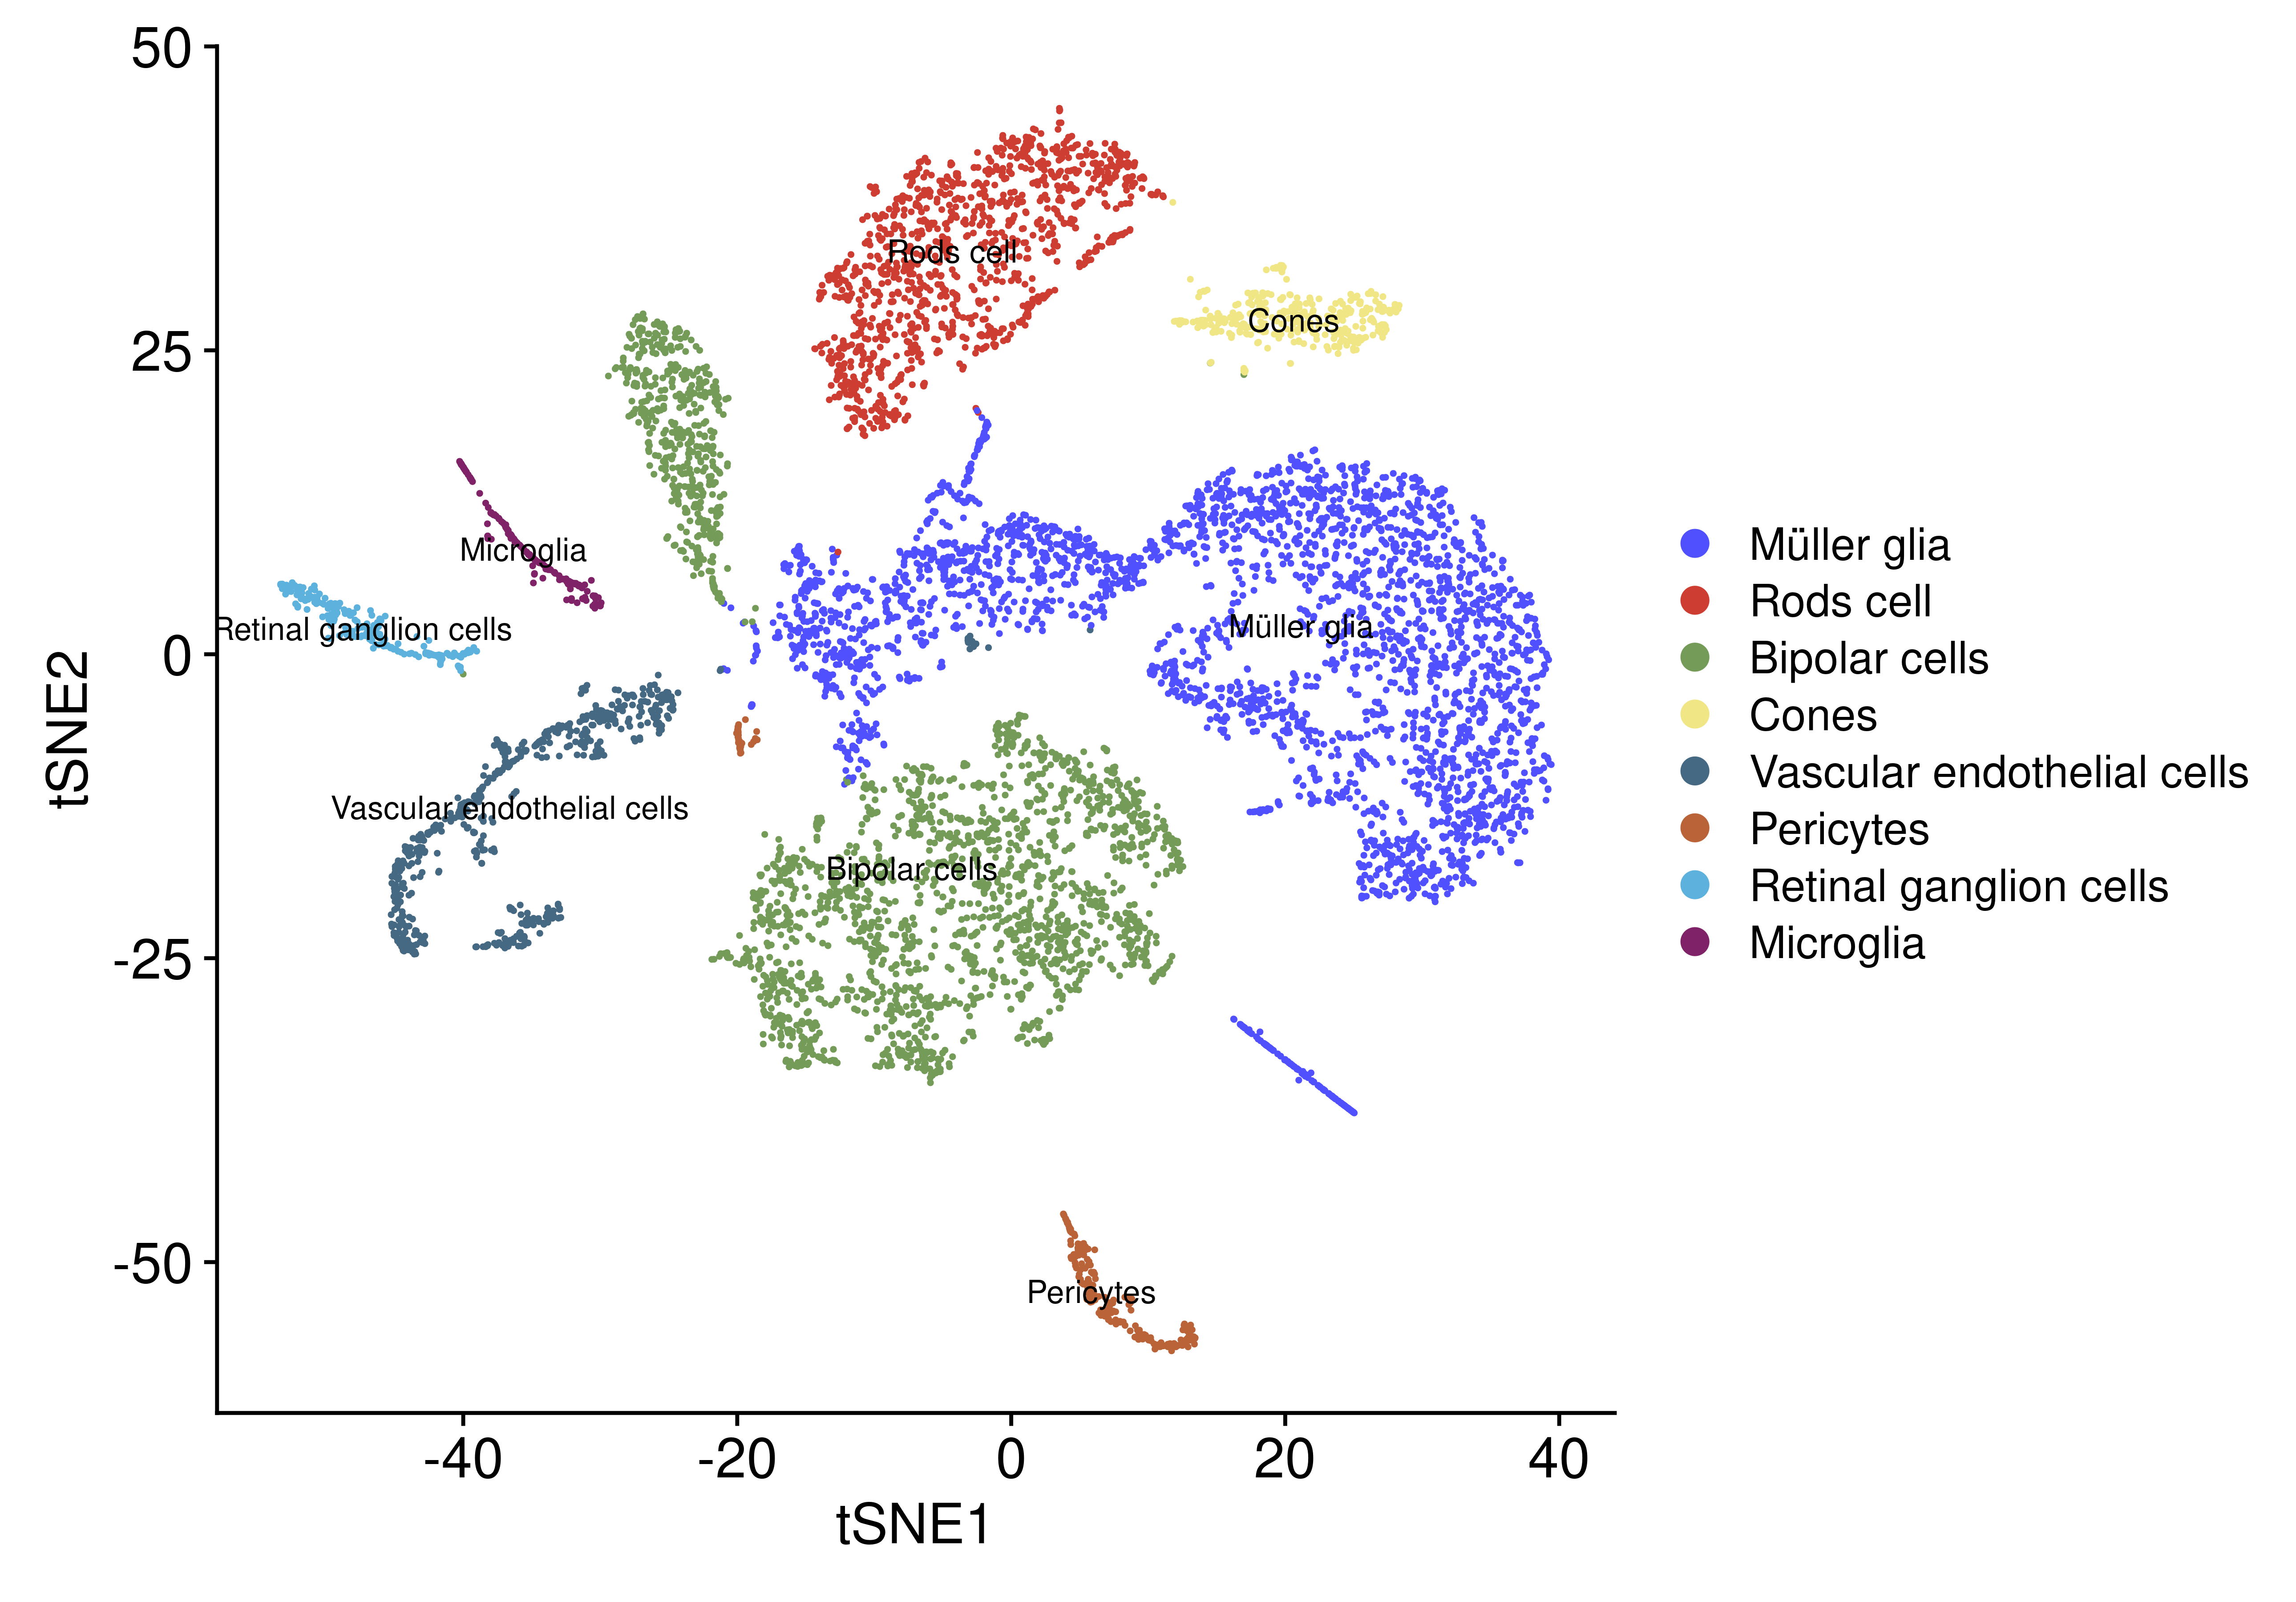 50
25
0
-25
-50
tSNE2
Rods cell
Cones
Microglia
Retinal ganglion cells
Müller glia
Vascular endothelial cells
Bipolar cells
Pericytes
-40
-20
0
20
40
tSNE1
Müller glia
Rods cell
Bipolar cells
Cones
Vascular endothelial cells
Pericytes
Retinal ganglion cells
Microglia